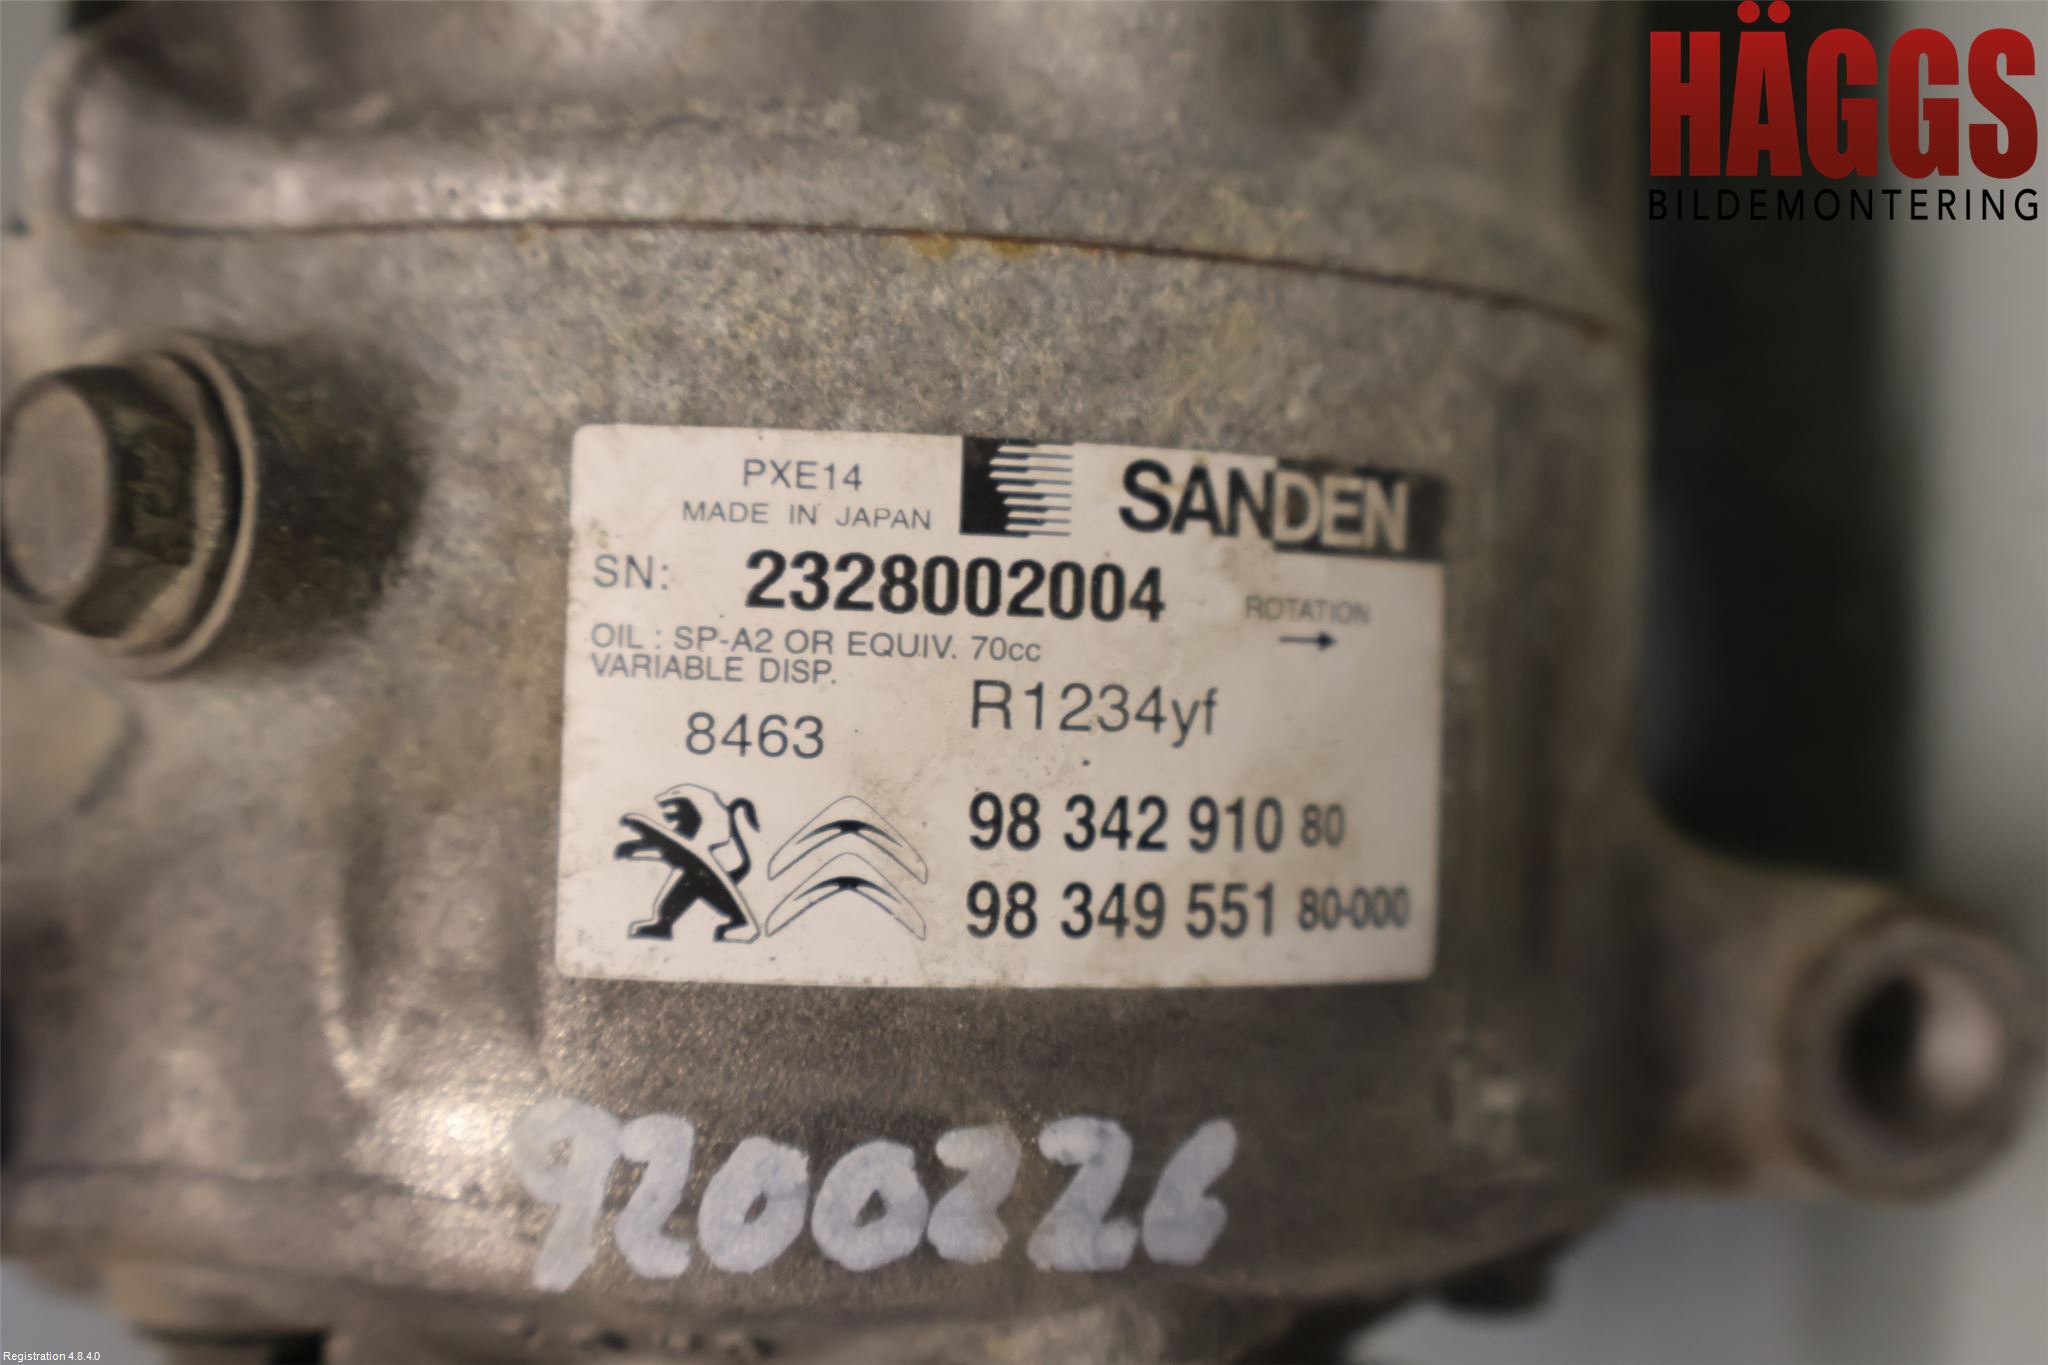 HÄGGS
BILDEMONTERING
PXE14
MADE IN JAPAN
SANDEN
SN: 2328002004
ROTATION
OIL : SP-A2 OR EQUIV. 70cc
VARIABLE DISP.
R1234yf
8463
98 342 910 80
98 349 551 80-000
9200226
Registration 4.8.4.0